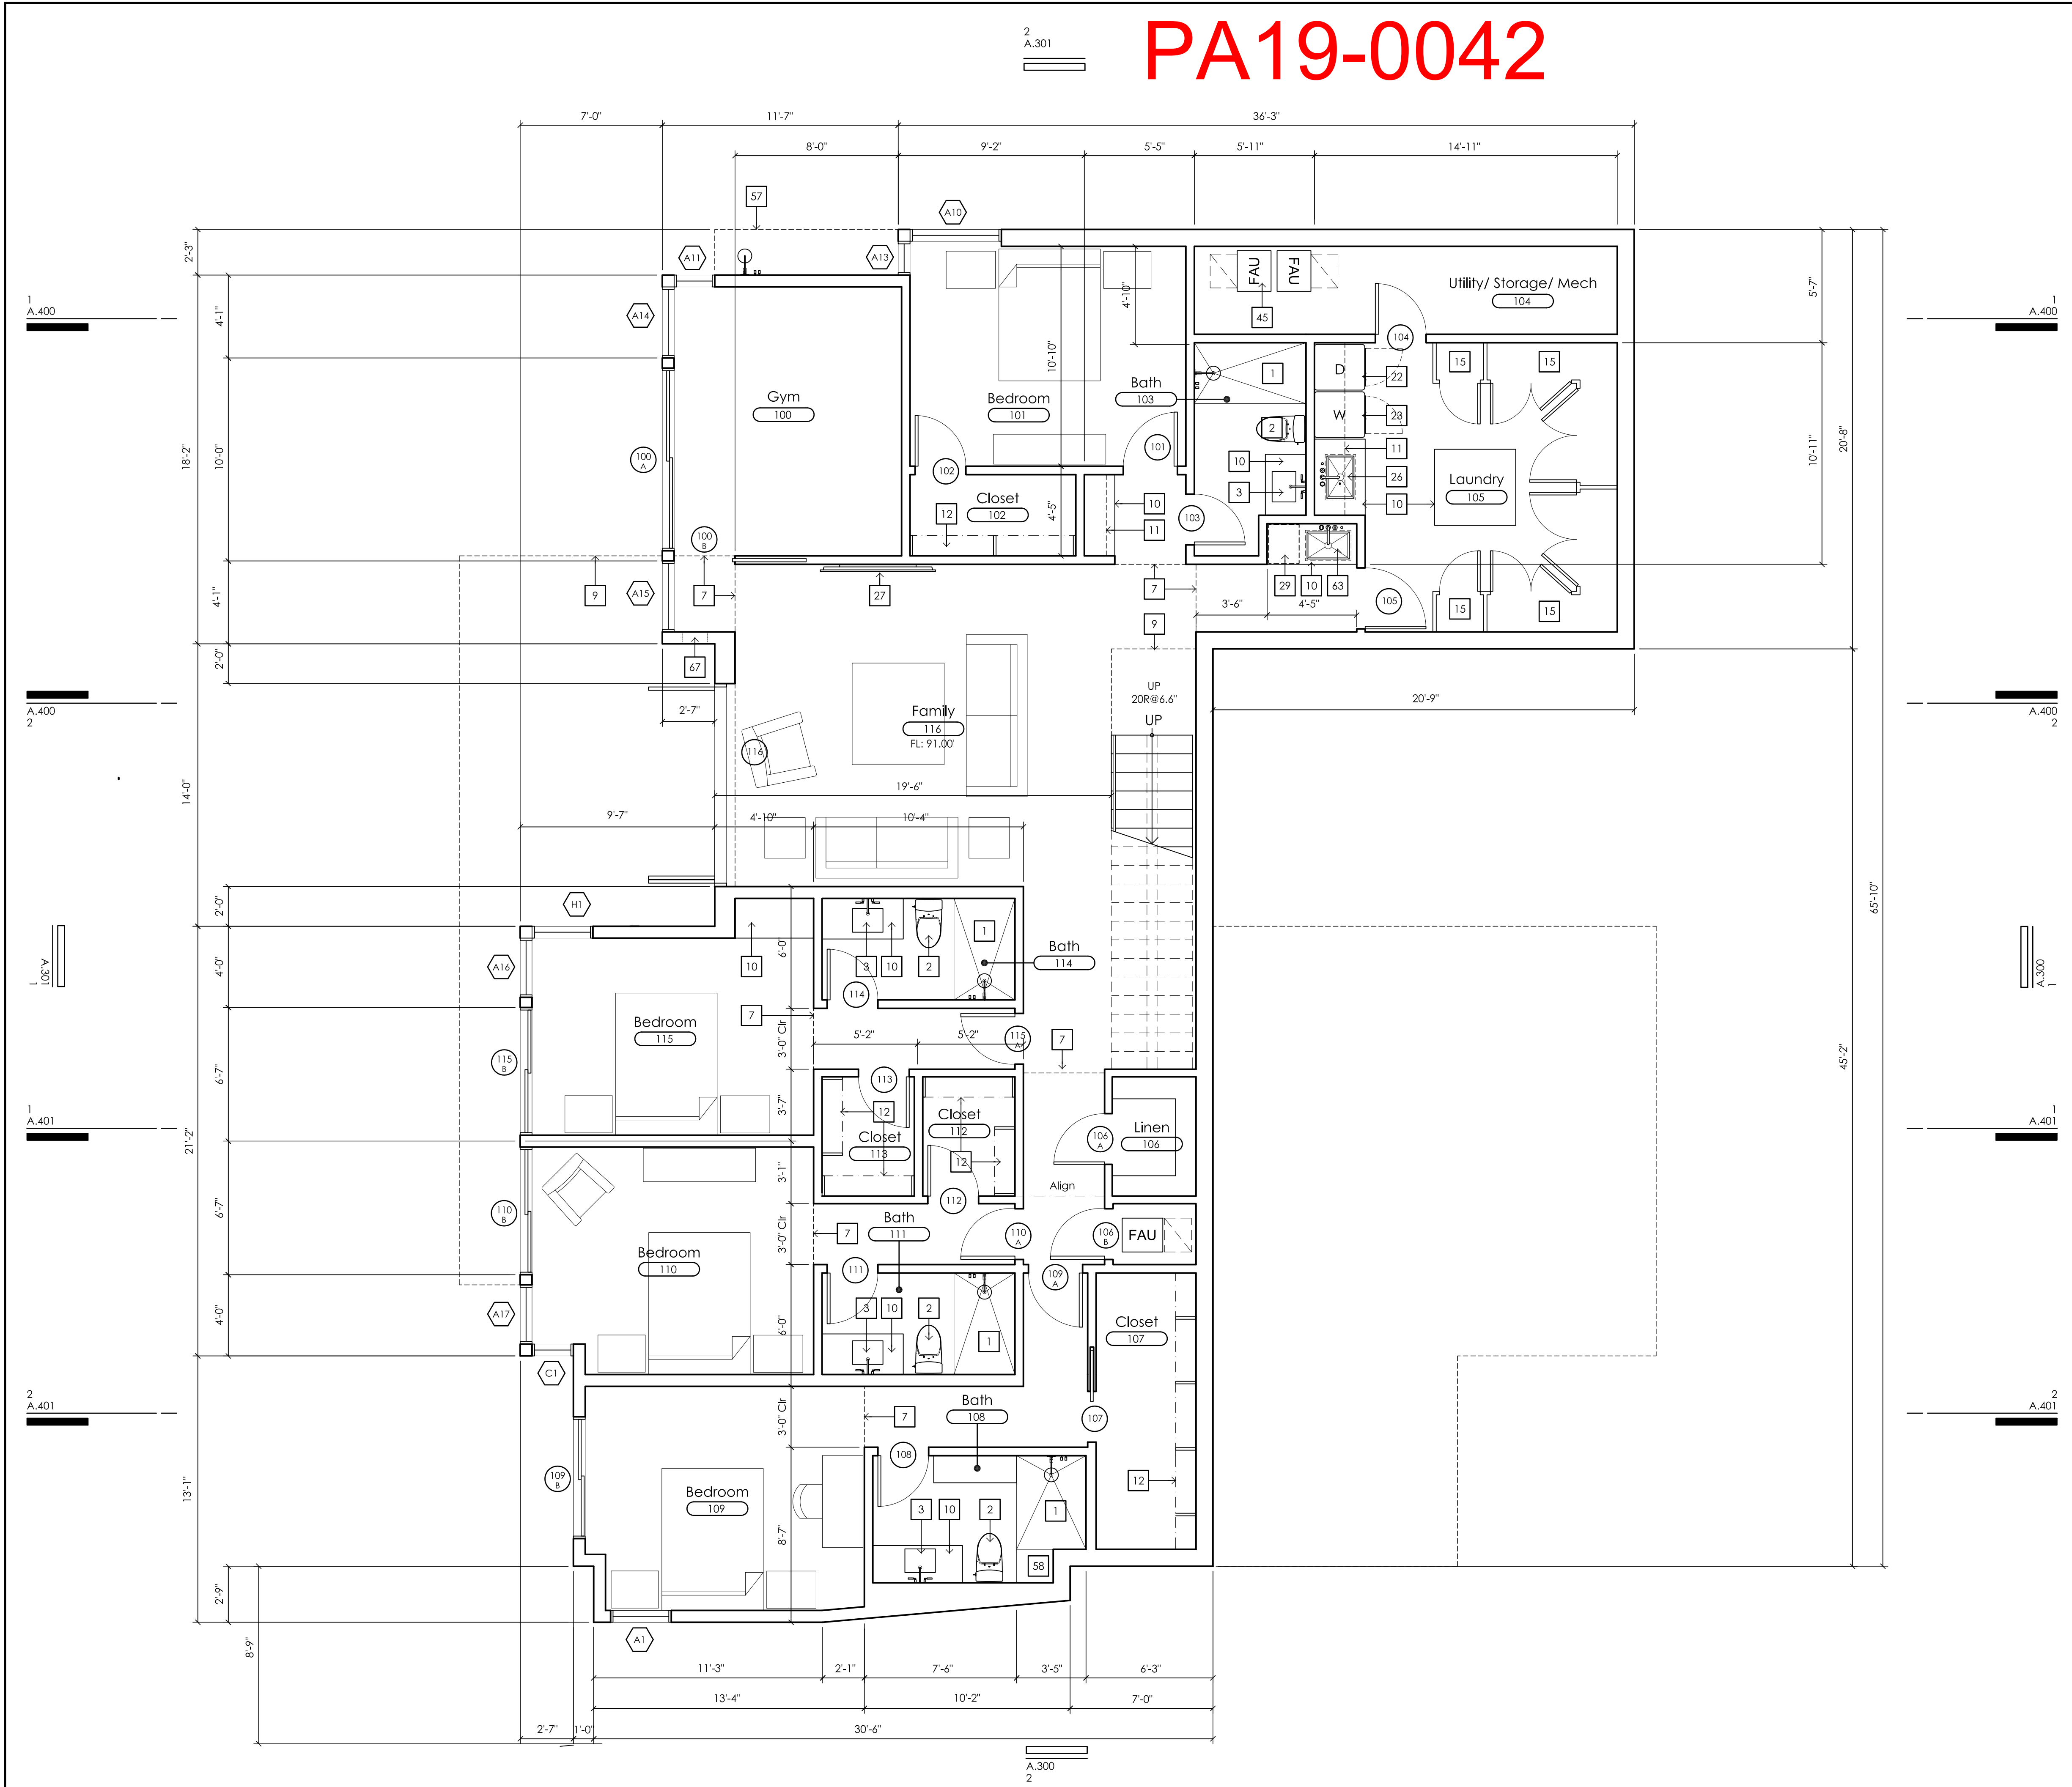 PA19-0042
2
A.301
7'-0"
11'-7"
36'-3"
8'-0"
9'-2"
5'-5"
5'-11"
14'-11"
57
A10
A11
A13
2'-3"
FAU
FAU
Utility/ Storage/ Mech
104
45
5'-7"
4'-10"
1
A.400
1
A.400
4'-1"
A14
104
D
22
15
15
1
10'-10"
Bath
103
Gym
100
Bedroom
101
W
23
2
18'-2"
10'-0"
100
A
102
101
10
11
26
10'-11"
20'-8"
Laundry
105
3
10
Closet
102
12
4'-5"
10
11
103
100
B
9
A15
7
27
7
29
10
63
105
15
15
4'-1"
3'-6"
4'-5"
9
2'-0"
67
A.400
2
A.400
2
2'-7"
UP
20R@6.6"
UP
20'-9"
Family
116
FL: 91.00'
116
14'-0"
19'-6"
9'-7"
4'-10"
10'-4"
65'-10"
2'-0"
H1
A.301
1
A.300
1
4'-0"
A16
10
6'-0"
3
10
2
1
Bath
114
114
Bedroom
115
7
3'-0" Clr
5'-2"
5'-2"
115
A
7
45'-2"
115
B
6'-7"
113
3'-7"
12
Closet
112
Closet
113
12
106
A
Linen
106
1
A.401
1
A.401
21'-2"
3'-1"
Align
6'-7"
110
B
112
Bath
111
7
3'-0" Clr
110
A
106
B
FAU
Bedroom
110
111
109
A
4'-0"
A17
3
10
2
1
6'-0"
Closet
107
C1
2
A.401
2
A.401
3'-0" Clr
7
Bath
108
107
108
109
B
13'-1"
Bedroom
109
12
3
10
2
1
8'-7"
58
2'-9"
8'-9"
A1
11'-3"
2'-1"
7'-6"
3'-5"
6'-3"
13'-4"
10'-2"
7'-0"
2'-7"
1'-0"
30'-6"
A.300
2